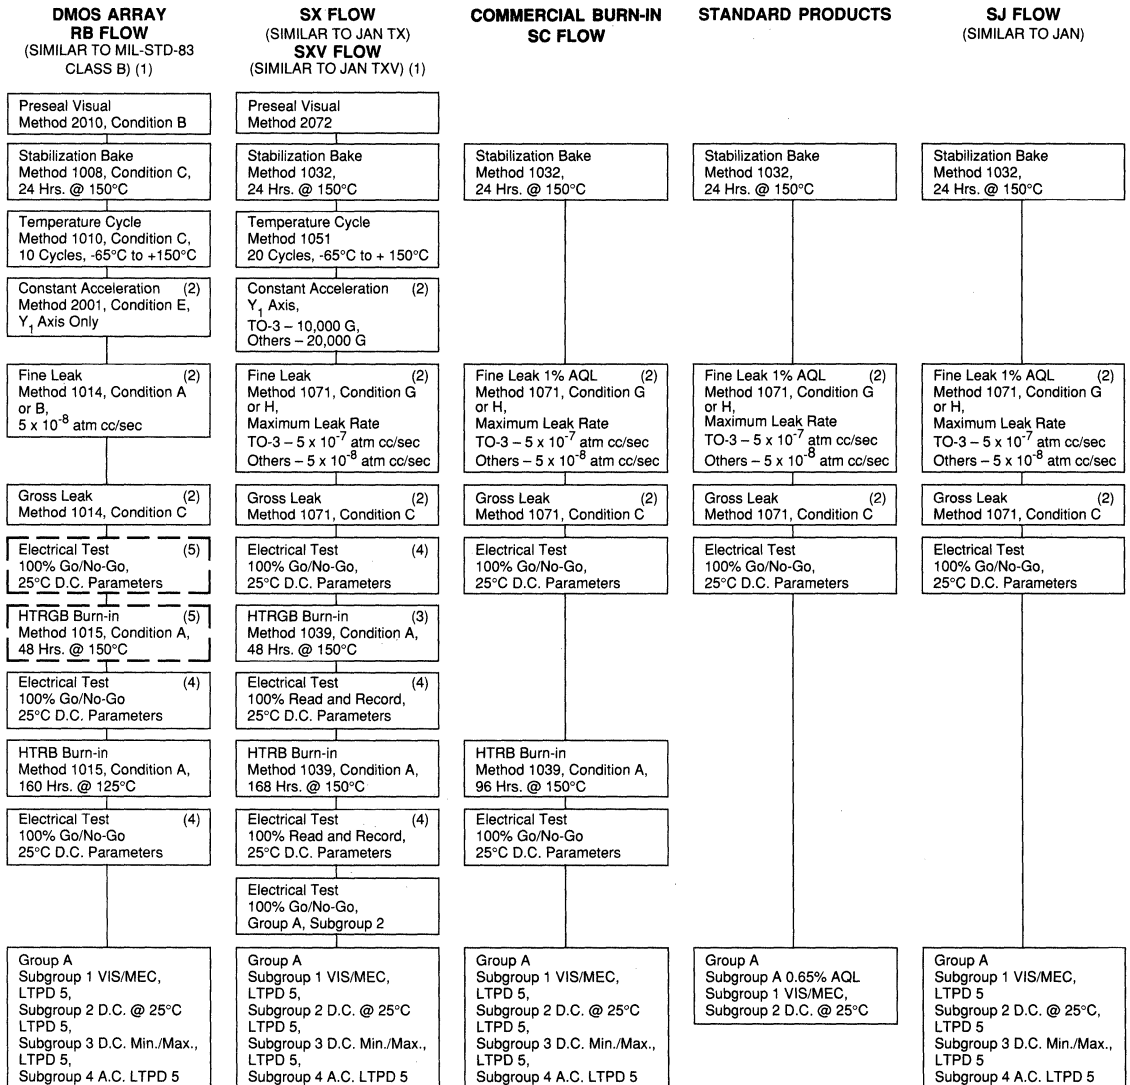 DMOS ARRAY
RB FLOW
(SIMILAR TO MIL-STD-83
CLASS B) (1)
Preseal Visual
Method 2010, Condition B
Stabilization Bake
Method 1008, Condition C,
24 Hrs. @ 150°C
Temperature Cycle
Method 1010, Condition C,
10 Cycles, -65°C to +150°C
Constant Acceleration (2)
Method 2001, Condition E,
Y1 Axis Only
Fine Leak (2)
Method 1014, Condition A
or B,
5 x 10-8 atm cc/sec
Gross Leak (2)
Method 1014, Condition C
Electrical Test (5)
100% Go/No-Go,
25°C D.C. Parameters
HTRGB Burn-in (5)
Method 1015, Condition A,
48 Hrs. @ 150°C
Electrical Test (4)
100% Go/No-Go
25°C D.C. Parameters
HTRB Burn-in
Method 1015, Condition A,
160 Hrs. @ 125°C
Electrical Test (4)
100% Go/No-Go
25°C D.C. Parameters
Group A
Subgroup 1 VIS/MEC,
LTPD 5,
Subgroup 2 D.C. @ 25°C
LTPD 5,
Subgroup 3 D.C. Min./Max.,
LTPD 5,
Subgroup 4 A.C. LTPD 5
SX FLOW
(SIMILAR TO JAN TX)
SXV FLOW
(SIMILAR TO JAN TXV) (1)
Preseal Visual
Method 2072
Stabilization Bake
Method 1032,
24 Hrs. @ 150°C
Temperature Cycle
Method 1051
20 Cycles, -65°C to + 150°C
Constant Acceleration (2)
Y1 Axis,
TO-3 – 10,000 G,
Others – 20,000 G
Fine Leak (2)
Method 1071, Condition G
or H,
Maximum Leak Rate
TO-3 – 5 x 10-7 atm cc/sec
Others – 5 x 10-8 atm cc/sec
Gross Leak (2)
Method 1071, Condition C
Electrical Test (4)
100% Go/No-Go,
25°C D.C. Parameters
HTRGB Burn-in (3)
Method 1039, Condition A,
48 Hrs. @ 150°C
Electrical Test (4)
100% Read and Record,
25°C D.C. Parameters
HTRB Burn-in
Method 1039, Condition A,
168 Hrs. @ 150°C
Electrical Test (4)
100% Read and Record,
25°C D.C. Parameters
Electrical Test
100% Go/No-Go,
Group A, Subgroup 2
Group A
Subgroup 1 VIS/MEC,
LTPD 5,
Subgroup 2 D.C. @ 25°C
LTPD 5,
Subgroup 3 D.C. Min./Max.,
LTPD 5,
Subgroup 4 A.C. LTPD 5
COMMERCIAL BURN-IN
SC FLOW
Stabilization Bake
Method 1032,
24 Hrs. @ 150°C
Fine Leak 1% AQL (2)
Method 1071, Condition G
or H,
Maximum Leak Rate
TO-3 – 5 x 10-7 atm cc/sec
Others – 5 x 10-8 atm cc/sec
Gross Leak (2)
Method 1071, Condition C
Electrical Test
100% Go/No-Go,
25°C D.C. Parameters
HTRB Burn-in
Method 1039, Condition A,
96 Hrs. @ 150°C
Electrical Test
100% Go/No-Go
25°C D.C. Parameters
Group A
Subgroup 1 VIS/MEC,
LTPD 5,
Subgroup 2 D.C. @ 25°C
LTPD 5,
Subgroup 3 D.C. Min./Max.,
LTPD 5,
Subgroup 4 A.C. LTPD 5
STANDARD PRODUCTS
Stabilization Bake
Method 1032,
24 Hrs. @ 150°C
Fine Leak 1% AQL (2)
Method 1071, Condition G
or H,
Maximum Leak Rate
TO-3 – 5 x 10-7 atm cc/sec
Others – 5 x 10-8 atm cc/sec
Gross Leak (2)
Method 1071, Condition C
Electrical Test
100% Go/No-Go,
25°C D.C. Parameters
Group A
Subgroup A 0.65% AQL
Subgroup 1 VIS/MEC,
Subgroup 2 D.C. @ 25°C
SJ FLOW
(SIMILAR TO JAN)
Stabilization Bake
Method 1032,
24 Hrs. @ 150°C
Fine Leak 1% AQL (2)
Method 1071, Condition G
or H,
Maximum Leak Rate
TO-3 – 5 x 10-7 atm cc/sec
Others – 5 x 10-8 atm cc/sec
Gross Leak (2)
Method 1071, Condition C
Electrical Test
100% Go/No-Go,
25°C D.C. Parameters
Group A
Subgroup 1 VIS/MEC,
LTPD 5
Subgroup 2 D.C. @ 25°C,
LTPD 5
Subgroup 3 D.C. Min./Max.,
LTPD 5
Subgroup 4 A.C. LTPD 5